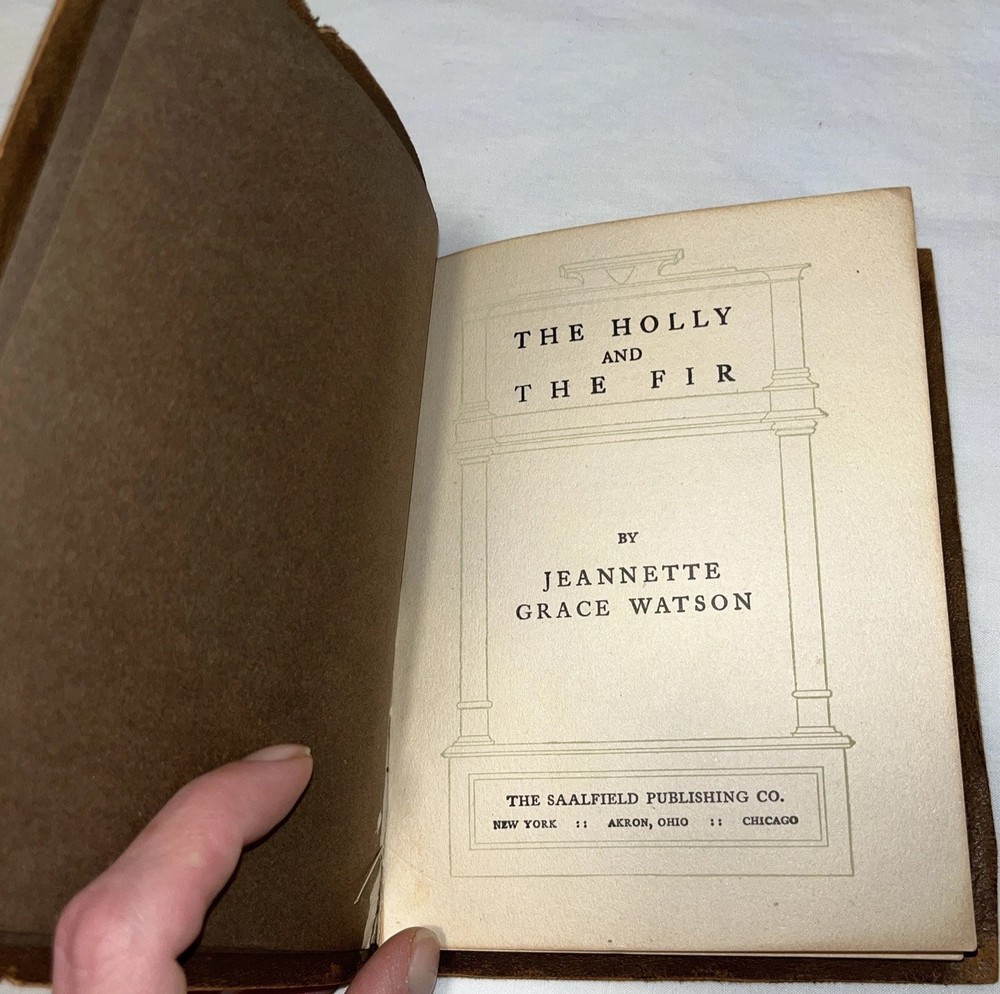 THE HOLLY
AND
THE FIR
BY
JEANNETTE
GRACE WATSON
THE SAALFIELD PUBLISHING CO.
NEW YORK :: AKRON, OHIO :: CHICAGO